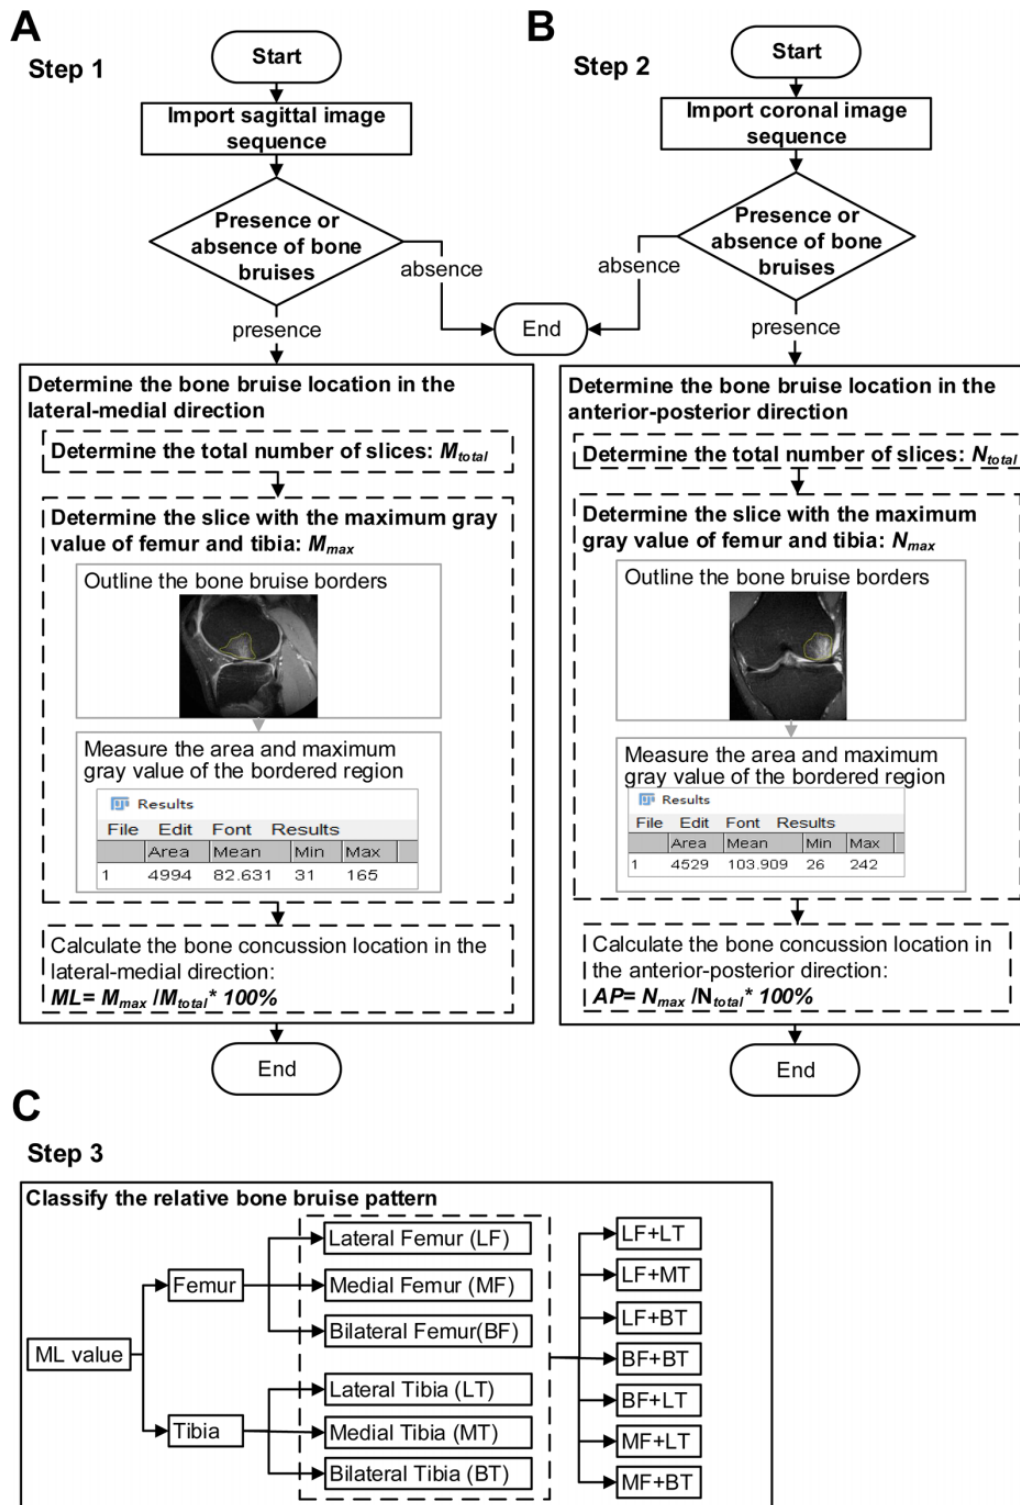 A
Step 1
Start
Import sagittal image
sequence
Presence or
absence of bone
bruises
absence
presence
End
Determine the bone bruise location in the
lateral-medial direction
Determine the total number of slices: Mtotal
Determine the slice with the maximum gray
value of femur and tibia: Mmax
Outline the bone bruise borders
Measure the area and maximum
gray value of the bordered region
Results
File Edit Font Results
Area Mean Min Max
1 4994 82.631 31 165
Calculate the bone concussion location in the
lateral-medial direction:
ML= Mmax /Mtotal* 100%
End
B
Step 2
Start
Import coronal image
sequence
Presence or
absence of bone
bruises
absence
presence
Determine the bone bruise location in the
anterior-posterior direction
Determine the total number of slices: Ntotal
Determine the slice with the maximum
gray value of femur and tibia: Nmax
Outline the bone bruise borders
Measure the area and maximum
gray value of the bordered region
Results
File Edit Font Results
Area Mean Min Max
1 4529 103.909 26 242
Calculate the bone concussion location in
the anterior-posterior direction:
AP= Nmax /Ntotal* 100%
End
C
Step 3
Classify the relative bone bruise pattern
ML value
Femur
Tibia
Lateral Femur (LF)
Medial Femur (MF)
Bilateral Femur(BF)
Lateral Tibia (LT)
Medial Tibia (MT)
Bilateral Tibia (BT)
LF+LT
LF+MT
LF+BT
BF+BT
BF+LT
MF+LT
MF+BT